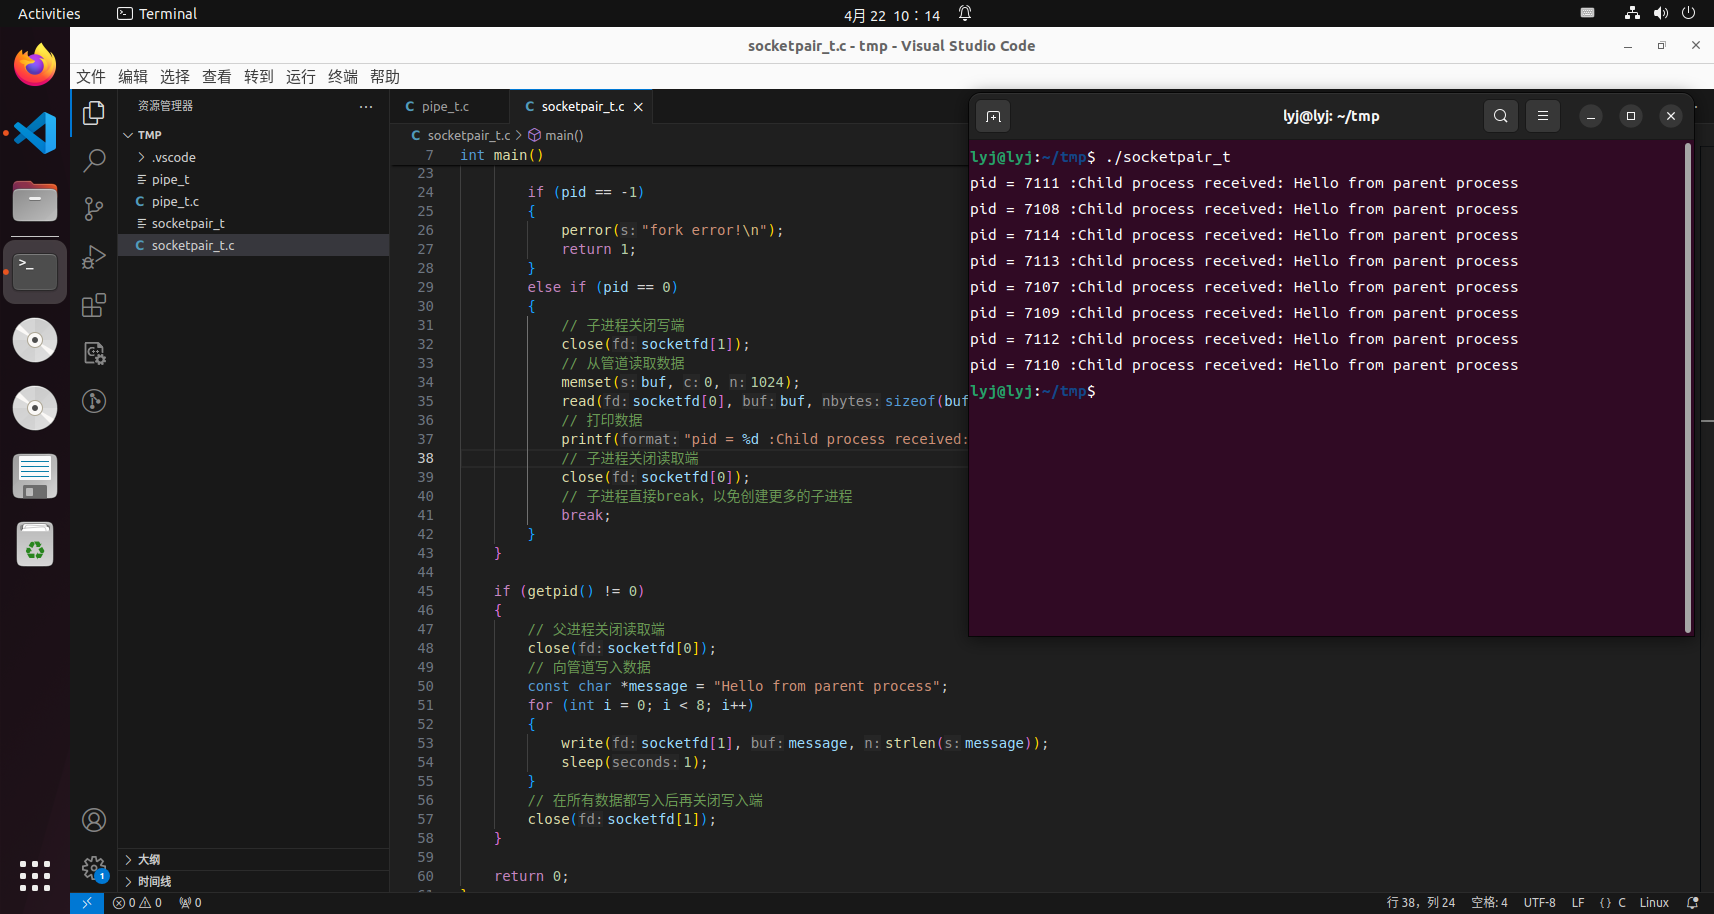 Activities
Terminal
4月 22 10：14
socketpair_t.c - tmp - Visual Studio Code
文件 编辑 选择 查看 转到 运行 终端 帮助
资源管理器 ···
TMP
.vscode
pipe_t
C pipe_t.c
socketpair_t
C socketpair_t.c
大纲
时间线
C pipe_t.c
C socketpair_t.c
C socketpair_t.c > main()
7 int main()
23
24 if (pid == -1)
25 {
26 perror(s: "fork error!\n");
27 return 1;
28 }
29 else if (pid == 0)
30 {
31 // 子进程关闭写端
32 close(fd: socketfd[1]);
33 // 从管道读取数据
34 memset(s: buf, c: 0, n: 1024);
35 read(fd: socketfd[0], buf: buf, nbytes: sizeof(buf
36 // 打印数据
37 printf(format: "pid = %d :Child process received:
38 // 子进程关闭读取端
39 close(fd: socketfd[0]);
40 // 子进程直接break，以免创建更多的子进程
41 break;
42 }
43 }
44
45 if (getpid() != 0)
46 {
47 // 父进程关闭读取端
48 close(fd: socketfd[0]);
49 // 向管道写入数据
50 const char *message = "Hello from parent process";
51 for (int i = 0; i < 8; i++)
52 {
53 write(fd: socketfd[1], buf: message, n: strlen(s: message));
54 sleep(seconds: 1);
55 }
56 // 在所有数据都写入后再关闭写入端
57 close(fd: socketfd[1]);
58 }
59
60 return 0;
61 }
lyj@lyj: ~/tmp
lyj@lyj:~/tmp$ ./socketpair_t
pid = 7111 :Child process received: Hello from parent process
pid = 7108 :Child process received: Hello from parent process
pid = 7114 :Child process received: Hello from parent process
pid = 7113 :Child process received: Hello from parent process
pid = 7107 :Child process received: Hello from parent process
pid = 7109 :Child process received: Hello from parent process
pid = 7112 :Child process received: Hello from parent process
pid = 7110 :Child process received: Hello from parent process
lyj@lyj:~/tmp$
1
0 0 0
行 38，列 24 空格: 4 UTF-8 LF {} C Linux